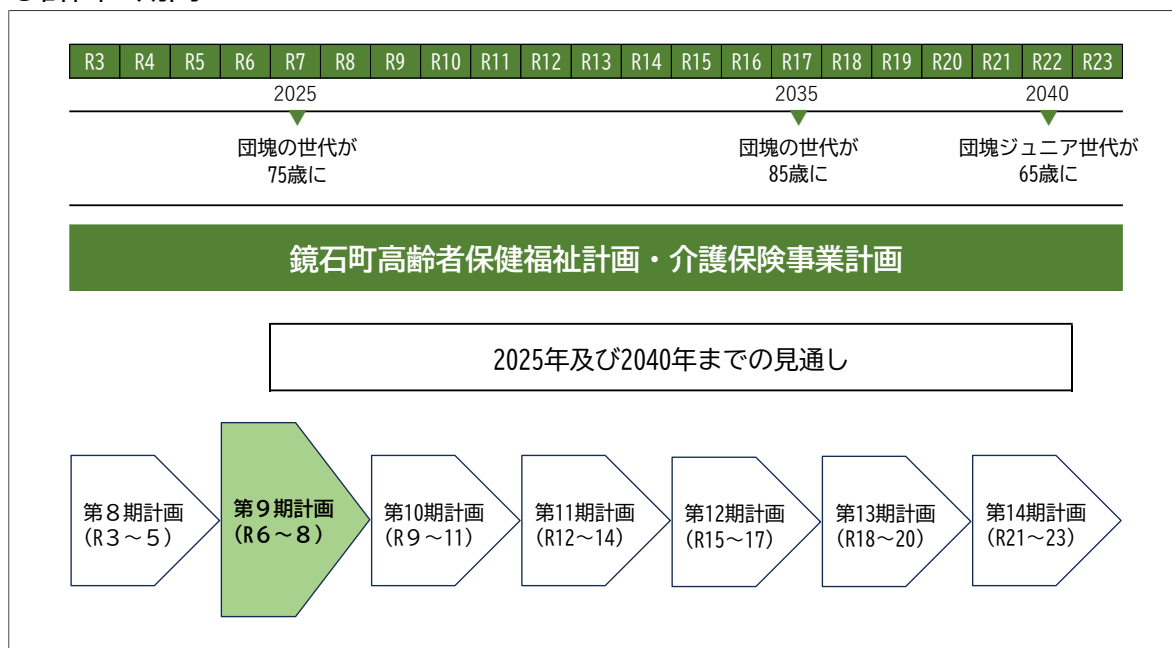 R3 R4 R5 R6 R7 R8 R9 R10 R11 R12 R13 R14 R15 R16 R17 R18 R19 R20 R21 R22 R23
2025 2035 2040
団塊の世代が
75歳に
団塊の世代が
85歳に
団塊ジュニア世代が
65歳に
鏡石町高齢者保健福祉計画・介護保険事業計画
2025年及び2040年までの見通し
第８期計画
(R３～５)
第９期計画
(R６～８)
第10期計画
(R９～11)
第11期計画
(R12～14)
第12期計画
(R15～17)
第13期計画
(R18～20)
第14期計画
(R21～23)